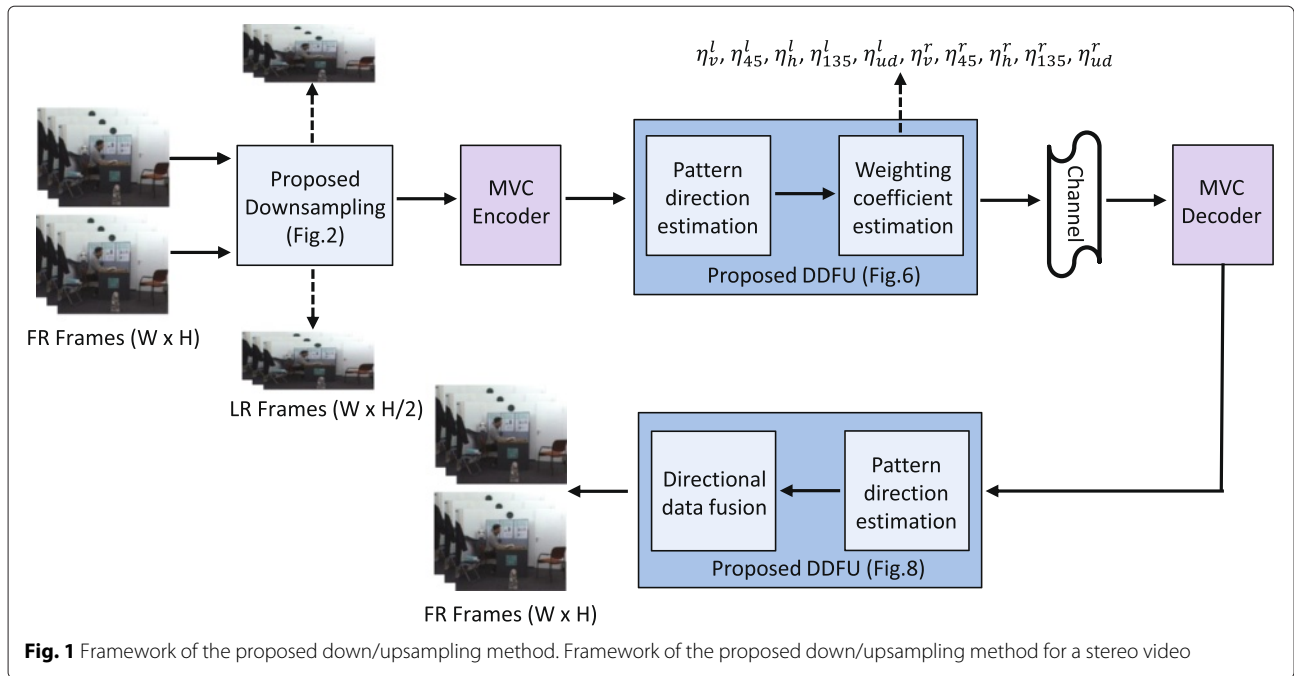 η_v^l, η_45^l, η_h^l, η_135^l, η_ud^l, η_v^r, η_45^r, η_h^r, η_135^r, η_ud^r
FR Frames (W x H)
Proposed
Downsampling
(Fig.2)
LR Frames (W x H/2)
MVC
Encoder
Pattern
direction
estimation
Weighting
coefficient
estimation
Proposed DDFU (Fig.6)
Channel
MVC
Decoder
Pattern
direction
estimation
Directional
data fusion
Proposed DDFU (Fig.8)
FR Frames (W x H)
Fig. 1 Framework of the proposed down/upsampling method. Framework of the proposed down/upsampling method for a stereo video